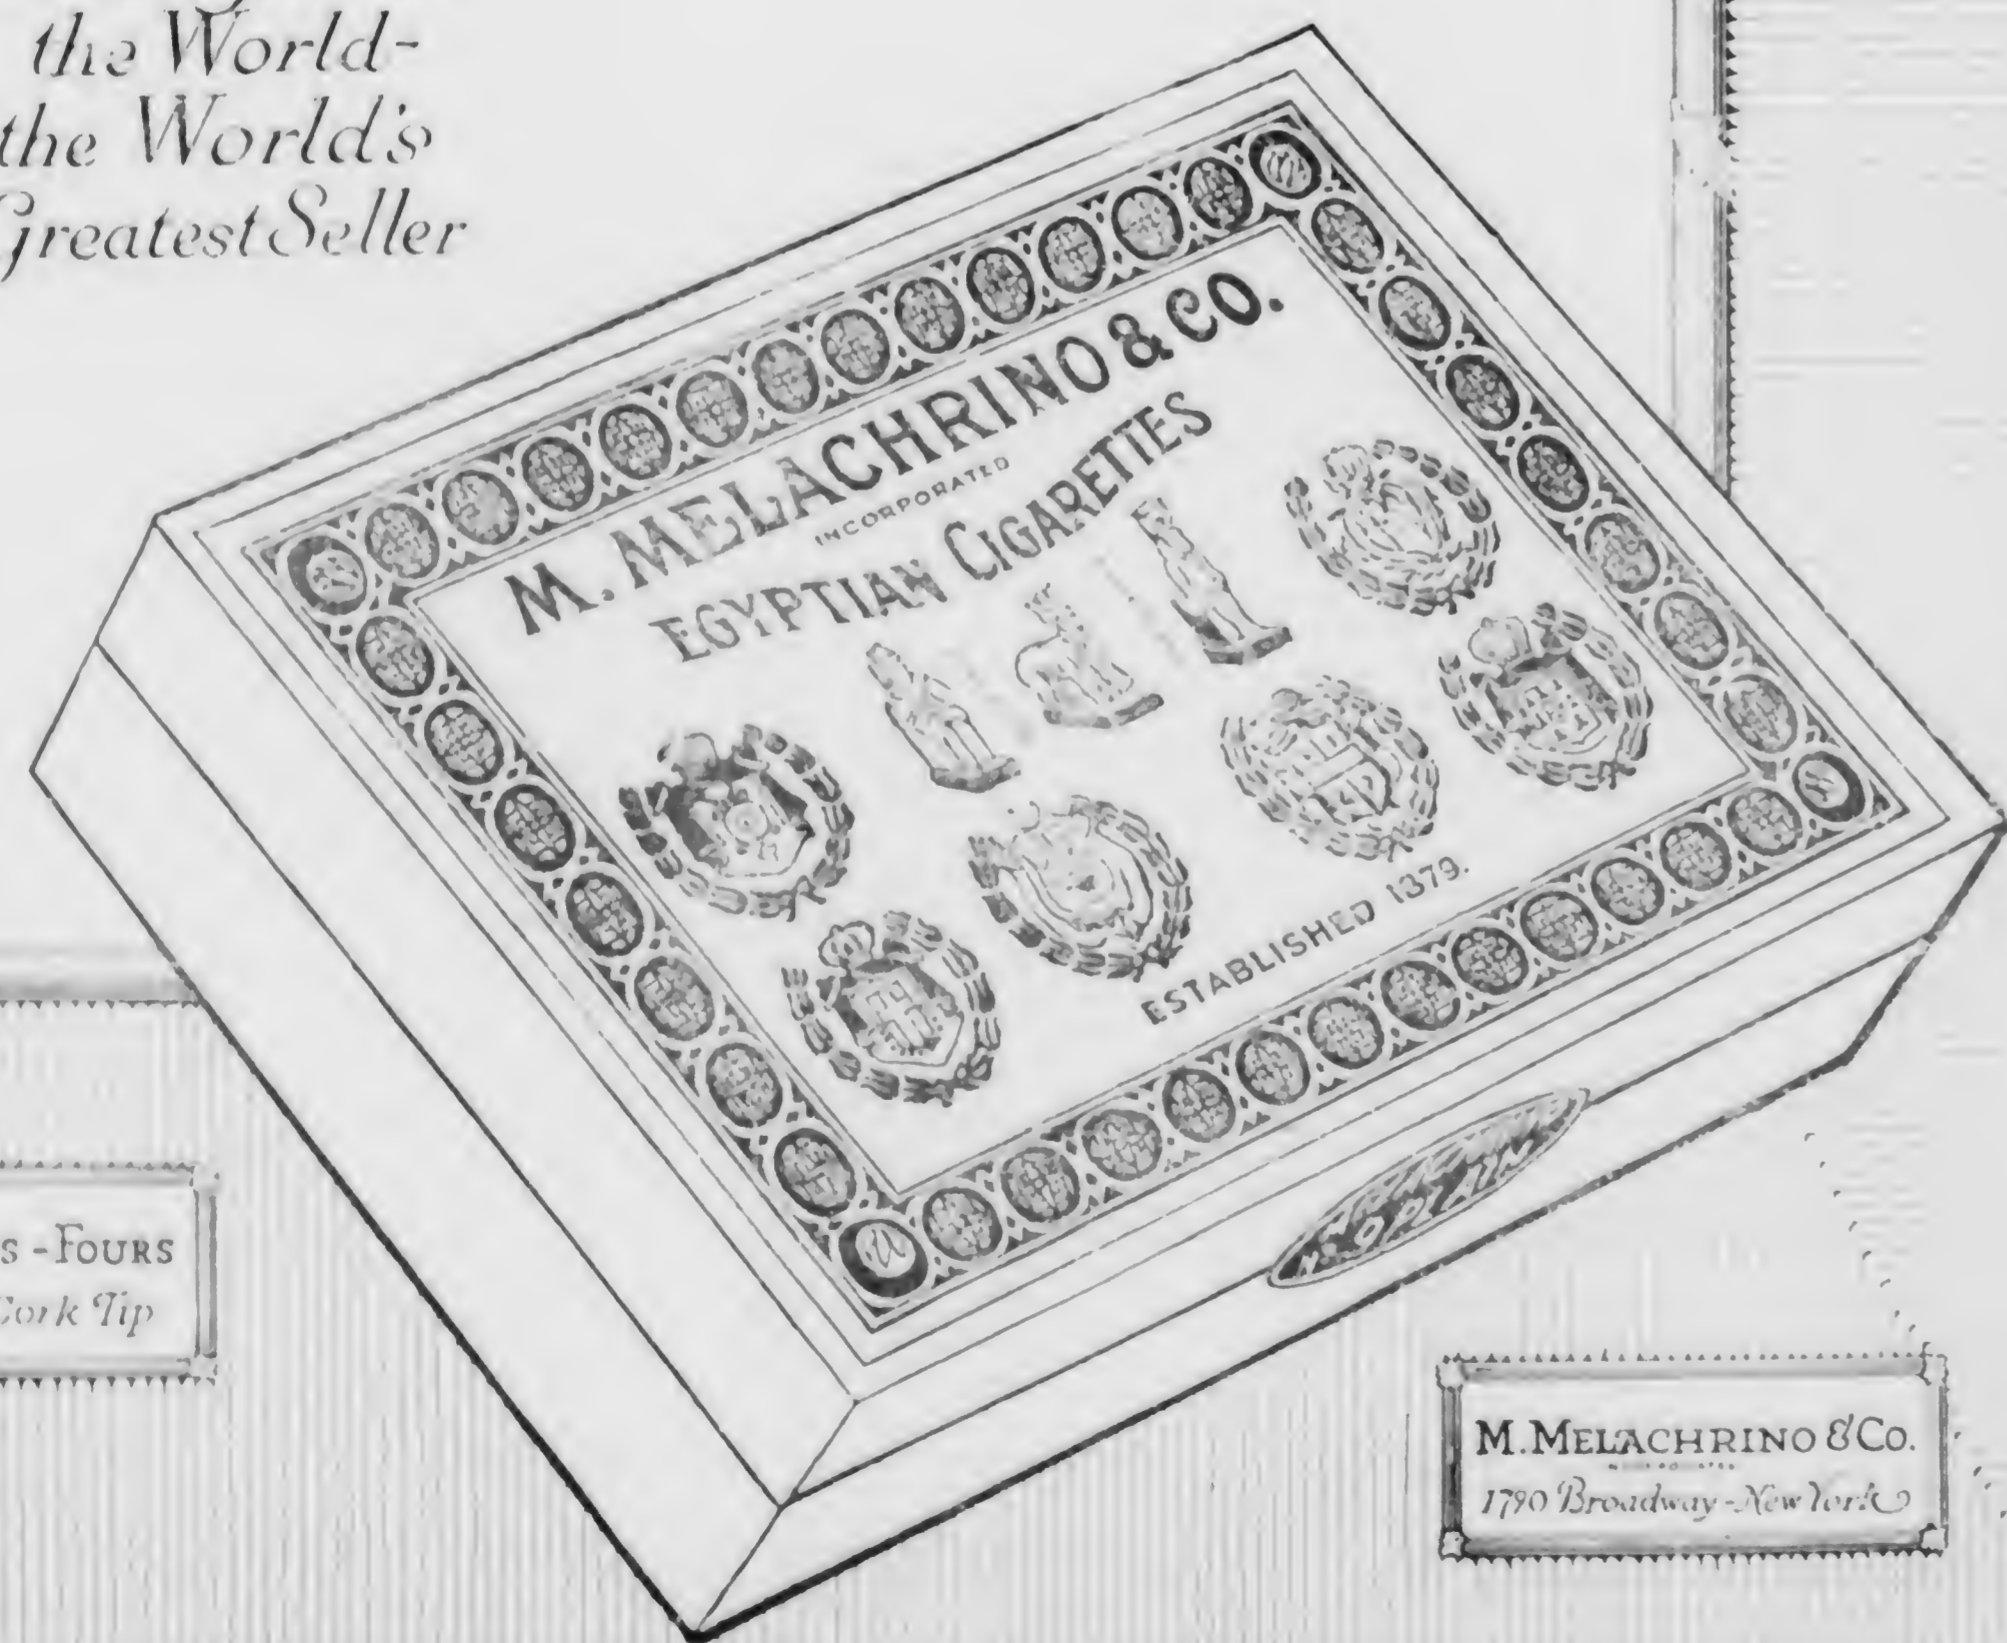 the World-
the World's
Greatest Seller
M. MELACHRINO & CO.
INCORPORATED
EGYPTIAN CIGARETTES
ESTABLISHED 1879.
-FOURS
Cork Tip
M. MELACHRINO & CO.
1790 Broadway-New York